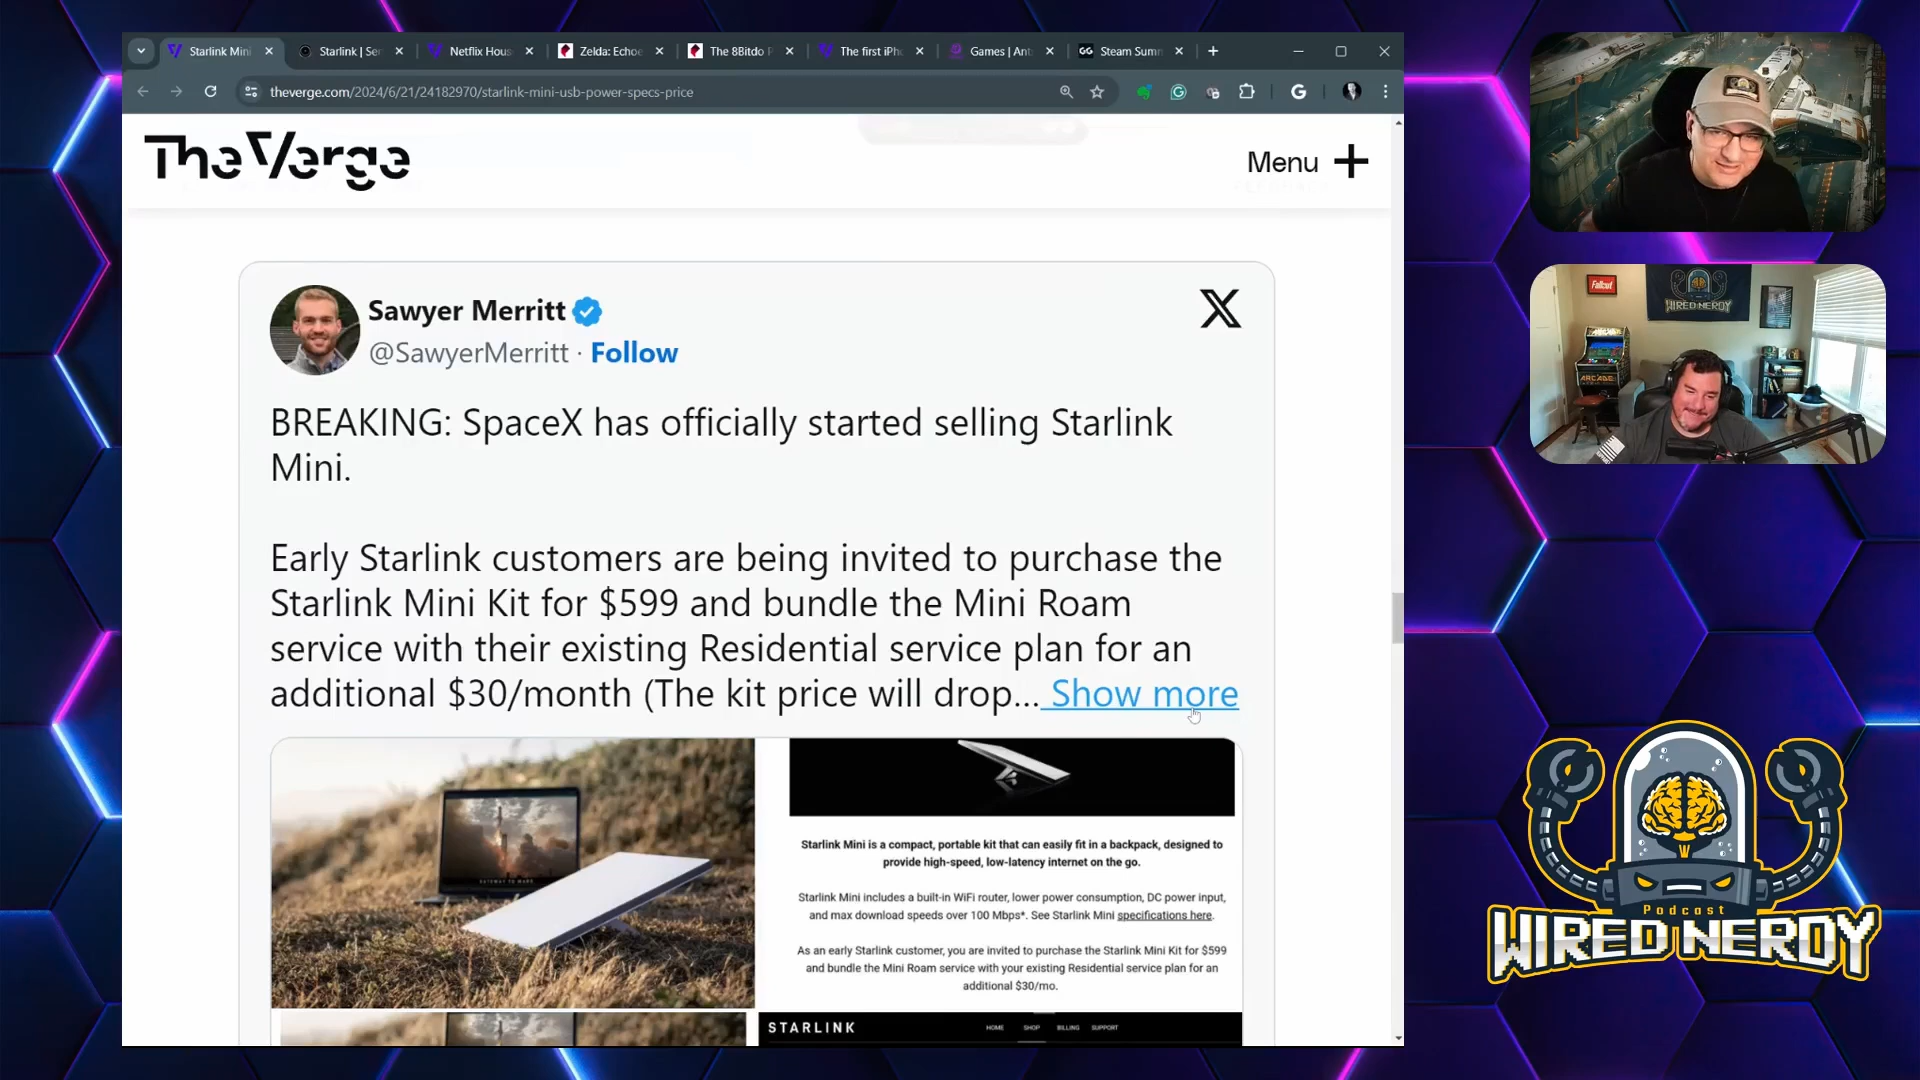 Starlink Mini
Starlink | Ser
Netflix Hous
Zelda: Echoe
The 8Bitdo P
The first iPh
Games | Ant
Steam Summ
theverge.com/2024/6/21/24182970/starlink-mini-usb-power-specs-price
The Verge
Menu
Sawyer Merritt
@SawyerMerritt · Follow
BREAKING: SpaceX has officially started selling Starlink
Mini.
Early Starlink customers are being invited to purchase the
Starlink Mini Kit for $599 and bundle the Mini Roam
service with their existing Residential service plan for an
additional $30/month (The kit price will drop... Show more
GATEWAY TO MARS
Starlink Mini is a compact, portable kit that can easily fit in a backpack, designed to
provide high-speed, low-latency internet on the go.
Starlink Mini includes a built-in WiFi router, lower power consumption, DC power input,
and max download speeds over 100 Mbps*. See Starlink Mini specifications here.
As an early Starlink customer, you are invited to purchase the Starlink Mini Kit for $599
and bundle the Mini Roam service with your existing Residential service plan for an
additional $30/mo.
STARLINK
HOME SHOP BILLING SUPPORT
Fallout
WIRED NERDY
ARCADE
Podcast
WIRED NERDY